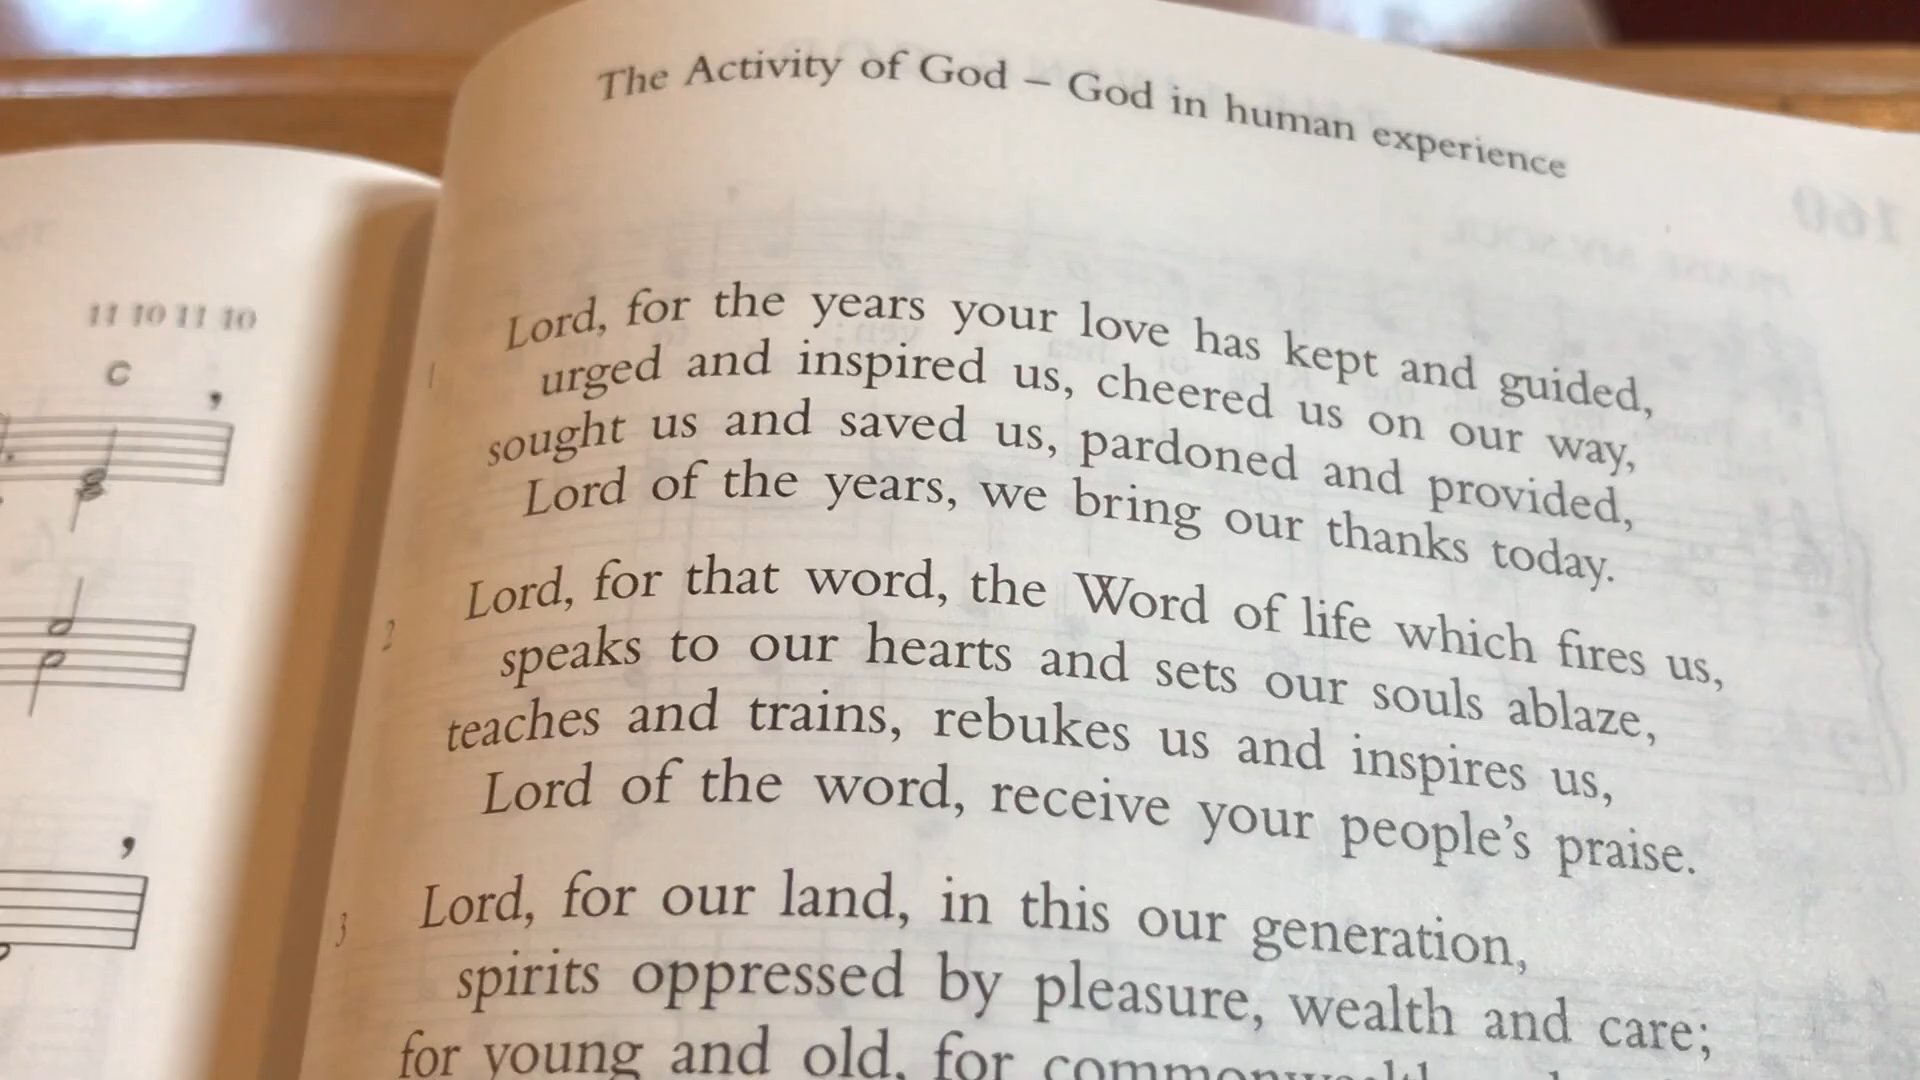 The Activity of God – God in human experience
11 10 11 10
C
1 Lord, for the years your love has kept and guided,
urged and inspired us, cheered us on our way,
sought us and saved us, pardoned and provided,
Lord of the years, we bring our thanks today.
2 Lord, for that word, the Word of life which fires us,
speaks to our hearts and sets our souls ablaze,
teaches and trains, rebukes us and inspires us,
Lord of the word, receive your people's praise.
3 Lord, for our land, in this our generation,
spirits oppressed by pleasure, wealth and care;
for young and old, for